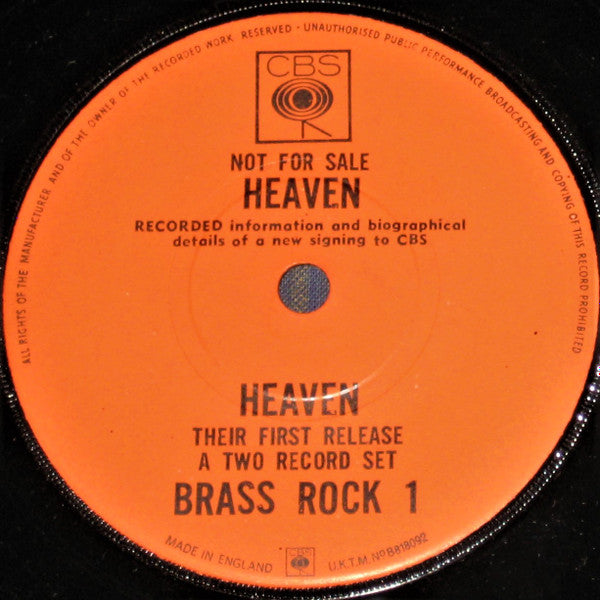 ALL RIGHTS OF THE MANUFACTURER AND OF THE OWNER OF THE RECORDED WORK RESERVED - UNAUTHORISED PUBLIC PERFORMANCE BROADCASTING AND COPYING OF THIS RECORD PROHIBITED
CBS
NOT FOR SALE
HEAVEN
RECORDED information and biographical
details of a new signing to CBS
HEAVEN
THEIR FIRST RELEASE
A TWO RECORD SET
BRASS ROCK 1
MADE IN ENGLAND CBS U.K.T.M. No B818092